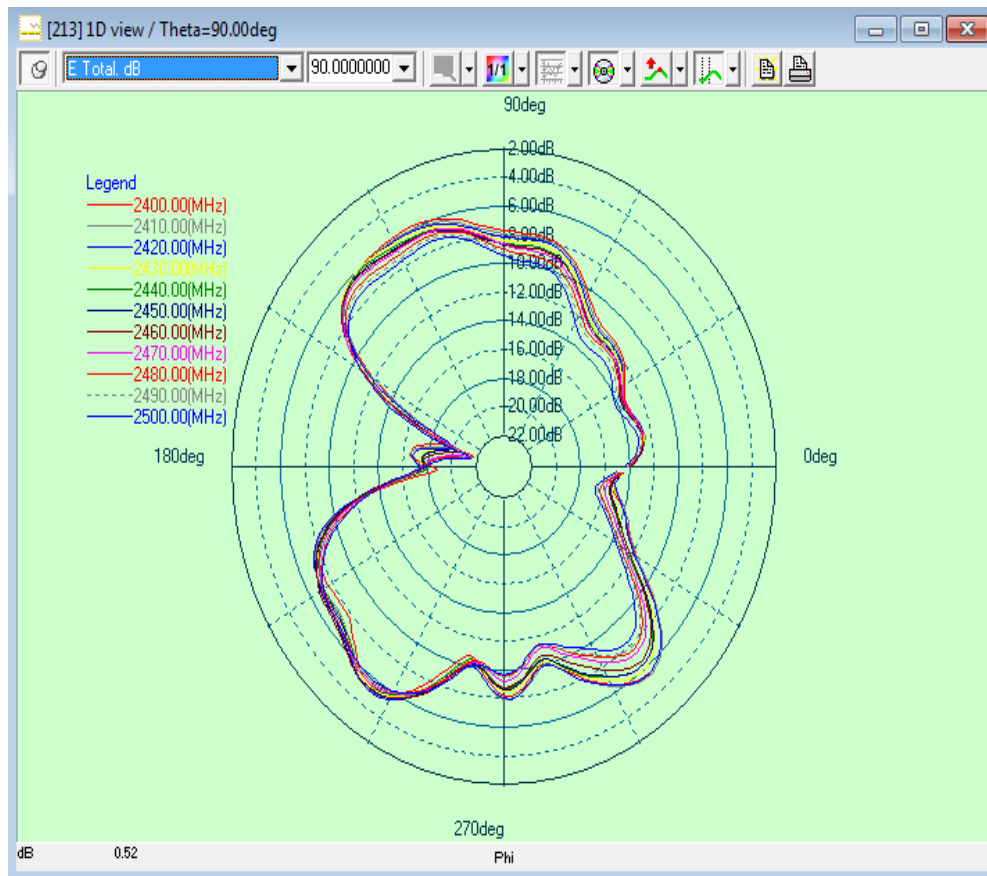 [213] 1D view / Theta=90.00deg
E Total. dB
90.0000000
1/1
90deg
2.00dB
4.00dB
6.00dB
8.00dB
10.00dB
12.00dB
14.00dB
16.00dB
18.00dB
20.00dB
22.00dB
Legend
2400.00(MHz)
2410.00(MHz)
2420.00(MHz)
2430.00(MHz)
2440.00(MHz)
2450.00(MHz)
2460.00(MHz)
2470.00(MHz)
2480.00(MHz)
2490.00(MHz)
2500.00(MHz)
180deg
0deg
270deg
dB 0.52 Phi